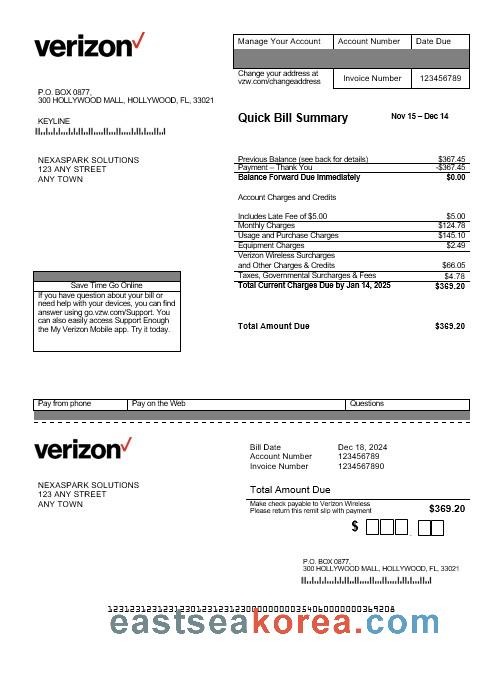 verizon
Manage Your Account Account Number Date Due
Change your address at
vzw.com/changeaddress
Invoice Number 123456789
P.O. BOX 0877,
300 HOLLYWOOD MALL, HOLLYWOOD, FL, 33021
KEYLINE
Quick Bill Summary Nov 15 – Dec 14
NEXASPARK SOLUTIONS
123 ANY STREET
ANY TOWN
Previous Balance (see back for details) $367.45
Payment – Thank You -$367.45
Balance Forward Due Immediately $0.00
Account Charges and Credits
Includes Late Fee of $5.00 $5.00
Monthly Charges $124.78
Usage and Purchase Charges $145.10
Equipment Charges $2.49
Verizon Wireless Surcharges
and Other Charges & Credits $66.05
Taxes, Governmental Surcharges & Fees $4.78
Total Current Charges Due by Jan 14, 2025 $369.20
Save Time Go Online
If you have question about your bill or
need help with your devices, you can find
answer using go.vzw.com/Support. You
can also easily access Support Enough
the My Verizon Mobile app. Try it today.
Total Amount Due $369.20
Pay from phone Pay on the Web Questions
verizon
Bill Date Dec 18, 2024
Account Number 123456789
Invoice Number 1234567890
NEXASPARK SOLUTIONS
123 ANY STREET
ANY TOWN
Total Amount Due
Make check payable to Verizon Wireless
Please return this remit slip with payment
$369.20
$
P.O. BOX 0877,
300 HOLLYWOOD MALL, HOLLYWOOD, FL, 33021
eastseakorea.com